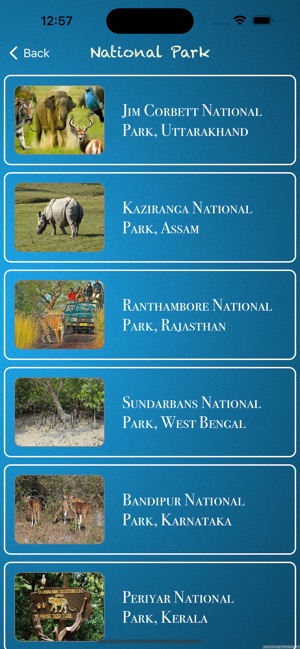 12:57
Back
National Park
Jim Corbett National
Park, Uttarakhand
Kaziranga National
Park, Assam
Ranthambore National
Park, Rajasthan
Sundarbans National
Park, West Bengal
Bandipur National
Park, Karnataka
Periyar National
Park, Kerala